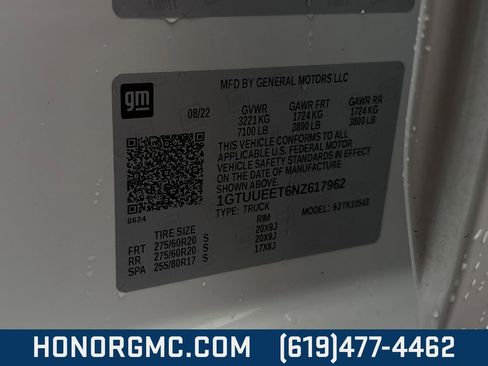 gm
MFD BY GENERAL MOTORS LLC
08/22 GVWR GAWR FRT GAWR RR
3221 KG 1724 KG 1724 KG
7100 LB 3800 LB 3800 LB
THIS VEHICLE CONFORMS TO ALL
APPLICABLE U.S. FEDERAL MOTOR
VEHICLE SAFETY STANDARDS IN EFFECT
ON THE DATE OF MANUFACTURE SHOWN ABOVE.
1GTUUEET6NZ617962
TYPE: TRUCK MODEL: 62TK10543
8624
TIRE SIZE RIM
FRT 275/60R20 S 20X9J
RR 275/60R20 S 20X9J
SPA 255/80R17 S 17X8J
HONORGMC.COM (619)477-4462